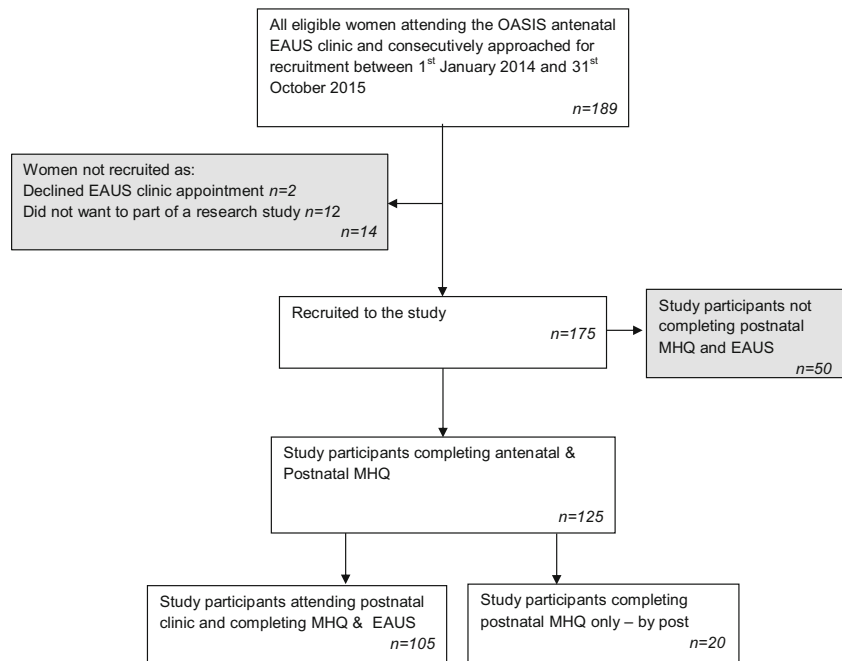 All eligible women attending the OASIS antenatal
EAUS clinic and consecutively approached for
recruitment between 1st January 2014 and 31st
October 2015
n=189
Women not recruited as:
Declined EAUS clinic appointment n=2
Did not want to part of a research study n=12
n=14
Recruited to the study
n=175
Study participants not
completing postnatal
MHQ and EAUS
n=50
Study participants completing antenatal &
Postnatal MHQ
n=125
Study participants attending postnatal
clinic and completing MHQ & EAUS
n=105
Study participants completing
postnatal MHQ only – by post
n=20